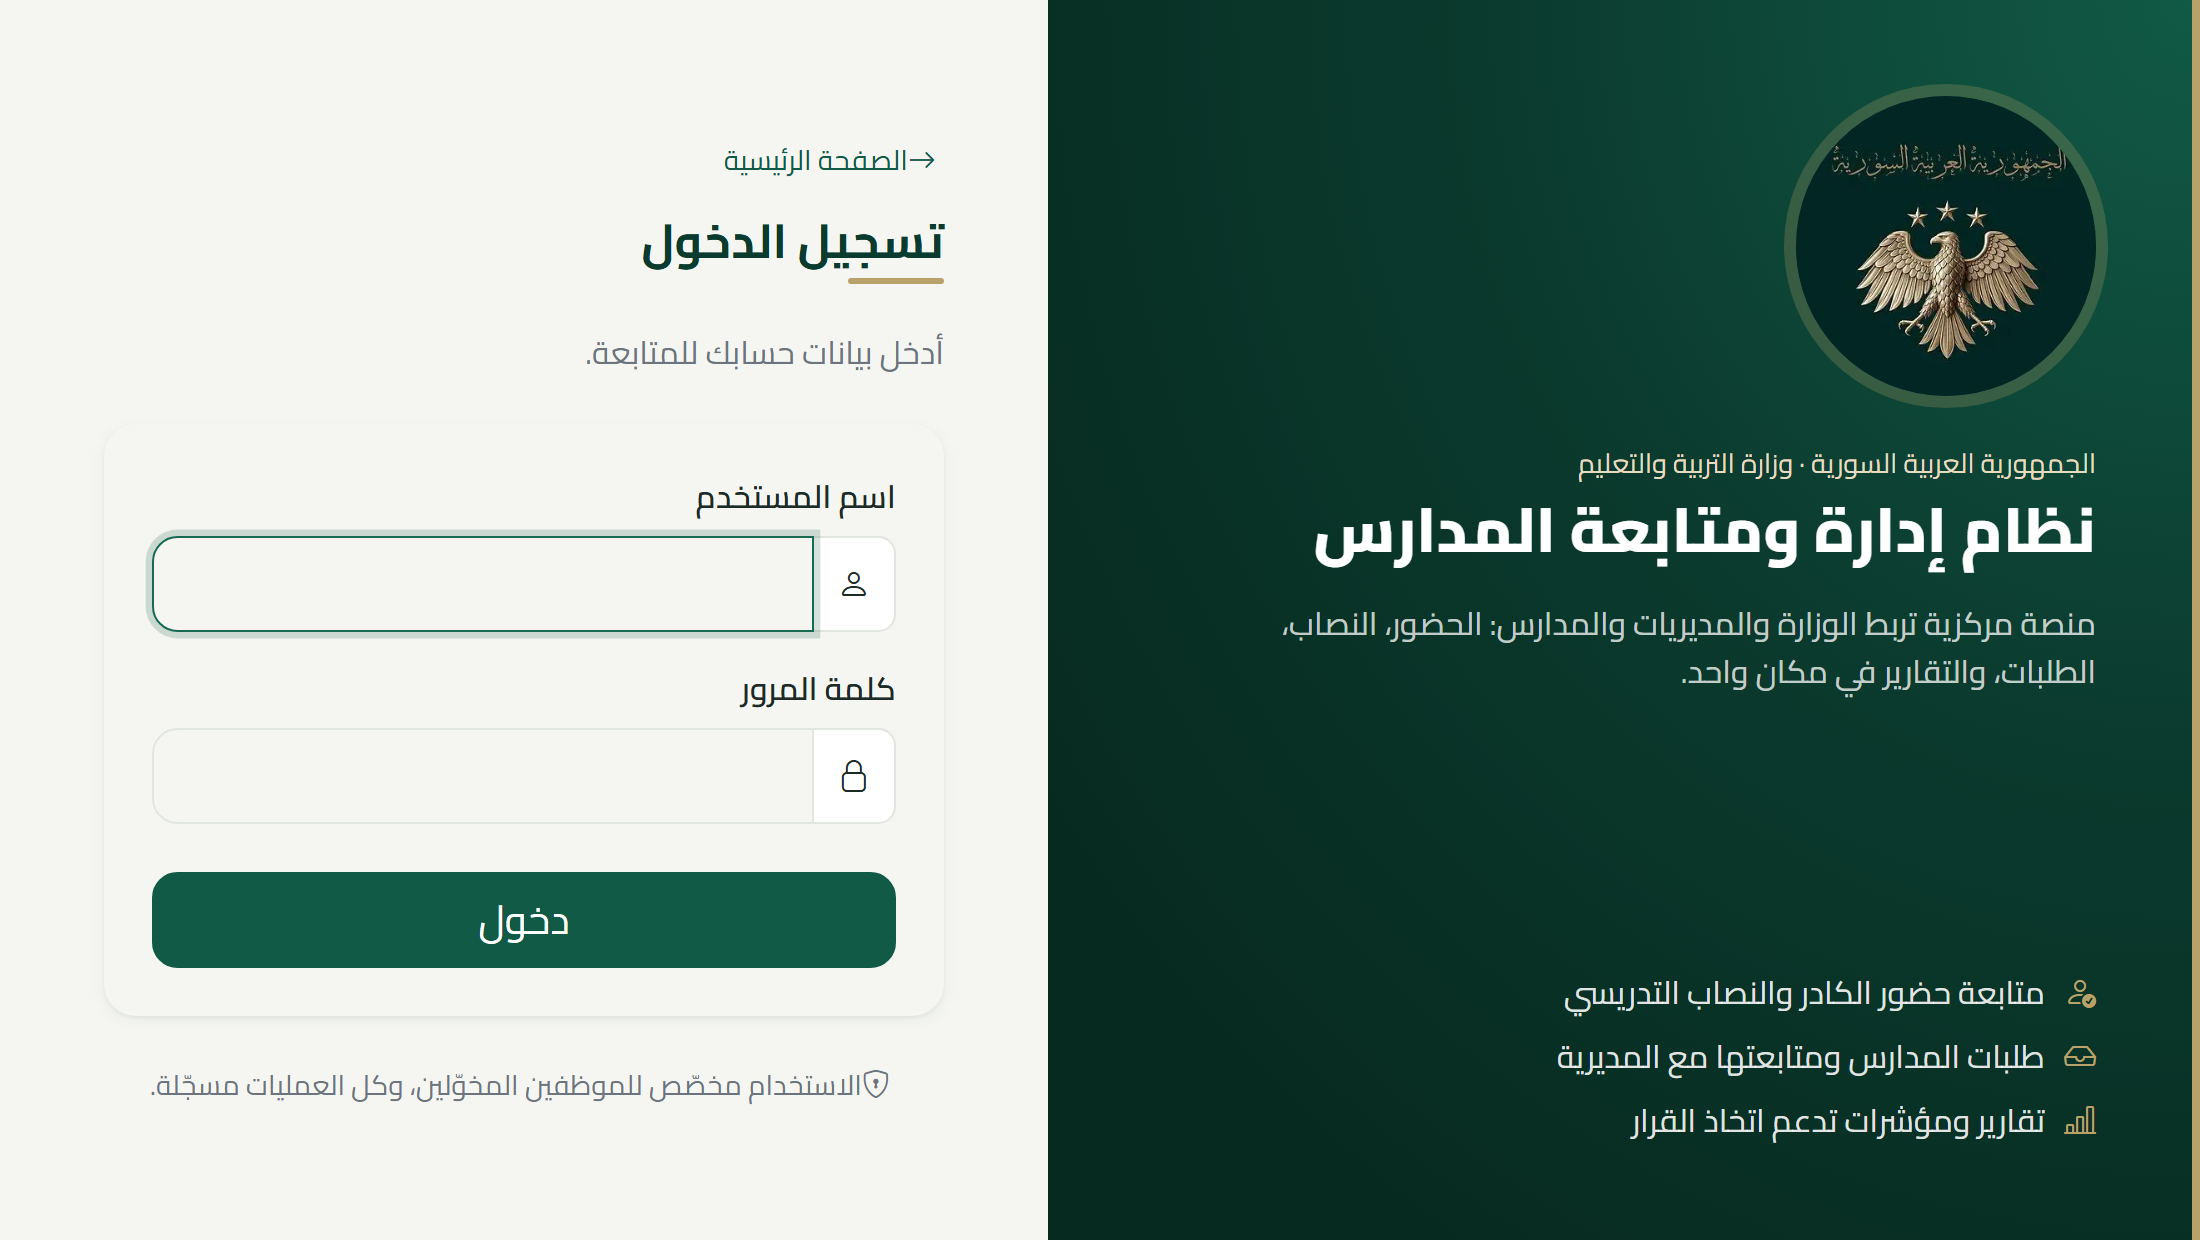 الجمهورية العربية السورية
الجمهورية العربية السورية · وزارة التربية والتعليم
نظام إدارة ومتابعة المدارس
منصة مركزية تربط الوزارة والمديريات والمدارس: الحضور، النصاب،
الطلبات، والتقارير في مكان واحد.
متابعة حضور الكادر والنصاب التدريسي
طلبات المدارس ومتابعتها مع المديرية
تقارير ومؤشرات تدعم اتخاذ القرار
الصفحة الرئيسية
تسجيل الدخول
أدخل بيانات حسابك للمتابعة.
اسم المستخدم
كلمة المرور
دخول
الاستخدام مخصّص للموظفين المخوّلين، وكل العمليات مسجّلة.